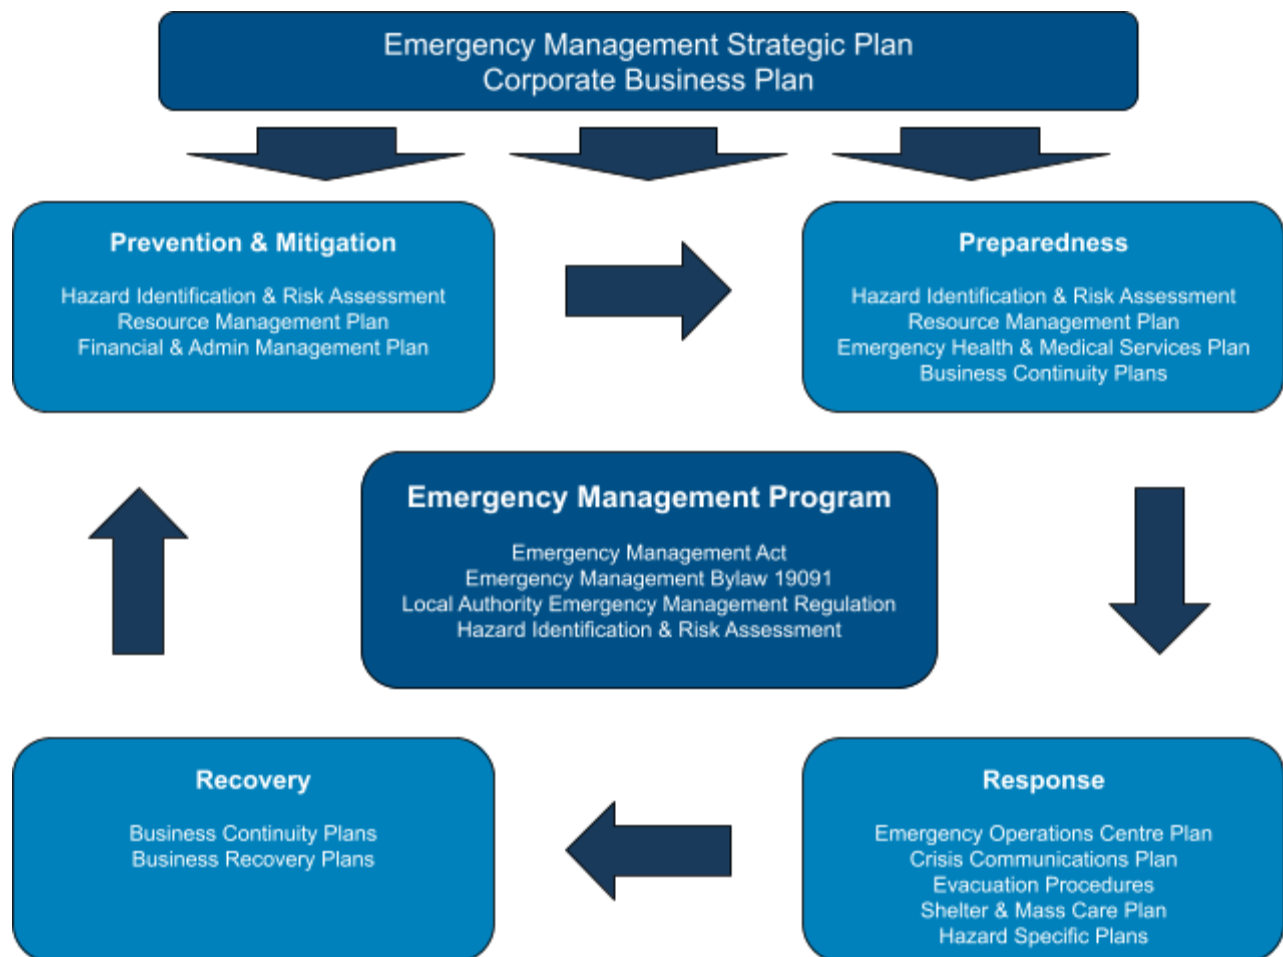 Emergency Management Strategic Plan
Corporate Business Plan
Prevention & Mitigation
Hazard Identification & Risk Assessment
Resource Management Plan
Financial & Admin Management Plan
Preparedness
Hazard Identification & Risk Assessment
Resource Management Plan
Emergency Health & Medical Services Plan
Business Continuity Plans
Emergency Management Program
Emergency Management Act
Emergency Management Bylaw 19091
Local Authority Emergency Management Regulation
Hazard Identification & Risk Assessment
Recovery
Business Continuity Plans
Business Recovery Plans
Response
Emergency Operations Centre Plan
Crisis Communications Plan
Evacuation Procedures
Shelter & Mass Care Plan
Hazard Specific Plans